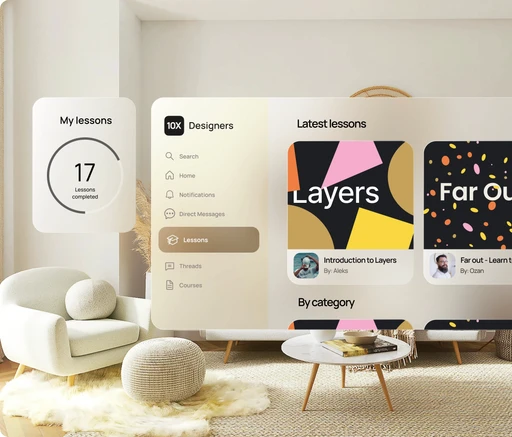 My lessons
17
Lessons
completed
10X Designers
Search
Home
Notifications
Direct Messages
Lessons
Threads
Courses
Latest lessons
Layers
Introduction to Layers
By: Aleks
Far Ou
Far out - Learn t
By: Ozan
By category